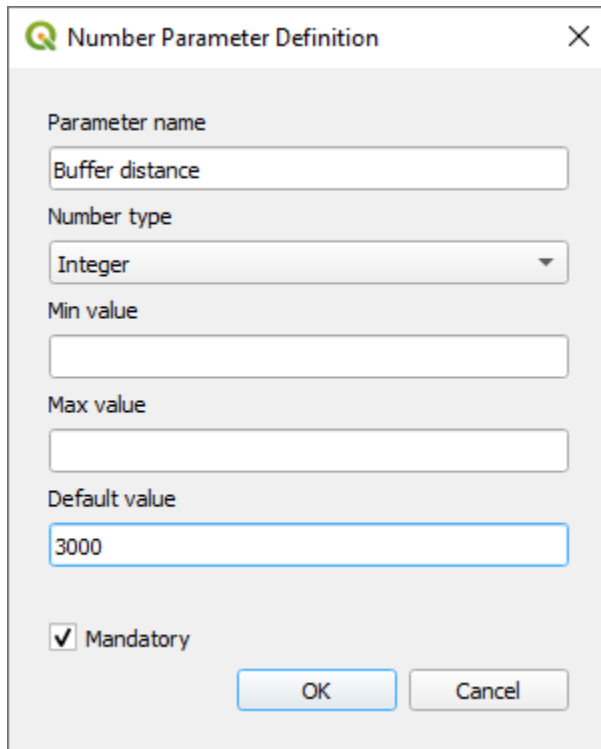 Number Parameter Definition
Parameter name
Buffer distance
Number type
Integer
Min value
Max value
Default value
3000
Mandatory
OK Cancel